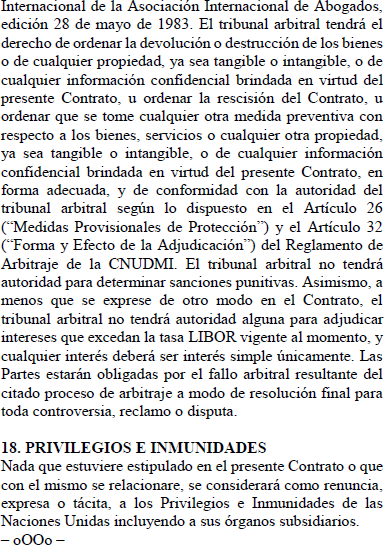 Internacional de la Asociación Internacional de Abogados,
edición 28 de mayo de 1983. El tribunal arbitral tendrá el
derecho de ordenar la devolución o destrucción de los bienes
o de cualquier propiedad, ya sea tangible o intangible, o de
cualquier información confidencial brindada en virtud del
presente Contrato, u ordenar la rescisión del Contrato, u
ordenar que se tome cualquier otra medida preventiva con
respecto a los bienes, servicios o cualquier otra propiedad,
ya sea tangible o intangible, o de cualquier información
confidencial brindada en virtud del presente Contrato, en
forma adecuada, y de conformidad con la autoridad del
tribunal arbitral según lo dispuesto en el Artículo 26
(“Medidas Provisionales de Protección”) y el Artículo 32
(“Forma y Efecto de la Adjudicación”) del Reglamento de
Arbitraje de la CNUDMI. El tribunal arbitral no tendrá
autoridad para determinar sanciones punitivas. Asimismo, a
menos que se exprese de otro modo en el Contrato, el
tribunal arbitral no tendrá autoridad alguna para adjudicar
intereses que excedan la tasa LIBOR vigente al momento, y
cualquier interés deberá ser interés simple únicamente. Las
Partes estarán obligadas por el fallo arbitral resultante del
citado proceso de arbitraje a modo de resolución final para
toda controversia, reclamo o disputa.
18. PRIVILEGIOS E INMUNIDADES
Nada que estuviere estipulado en el presente Contrato o que
con el mismo se relacionare, se considerará como renuncia,
expresa o tácita, a los Privilegios e Inmunidades de las
Naciones Unidas incluyendo a sus órganos subsidiarios.
– oOOo –